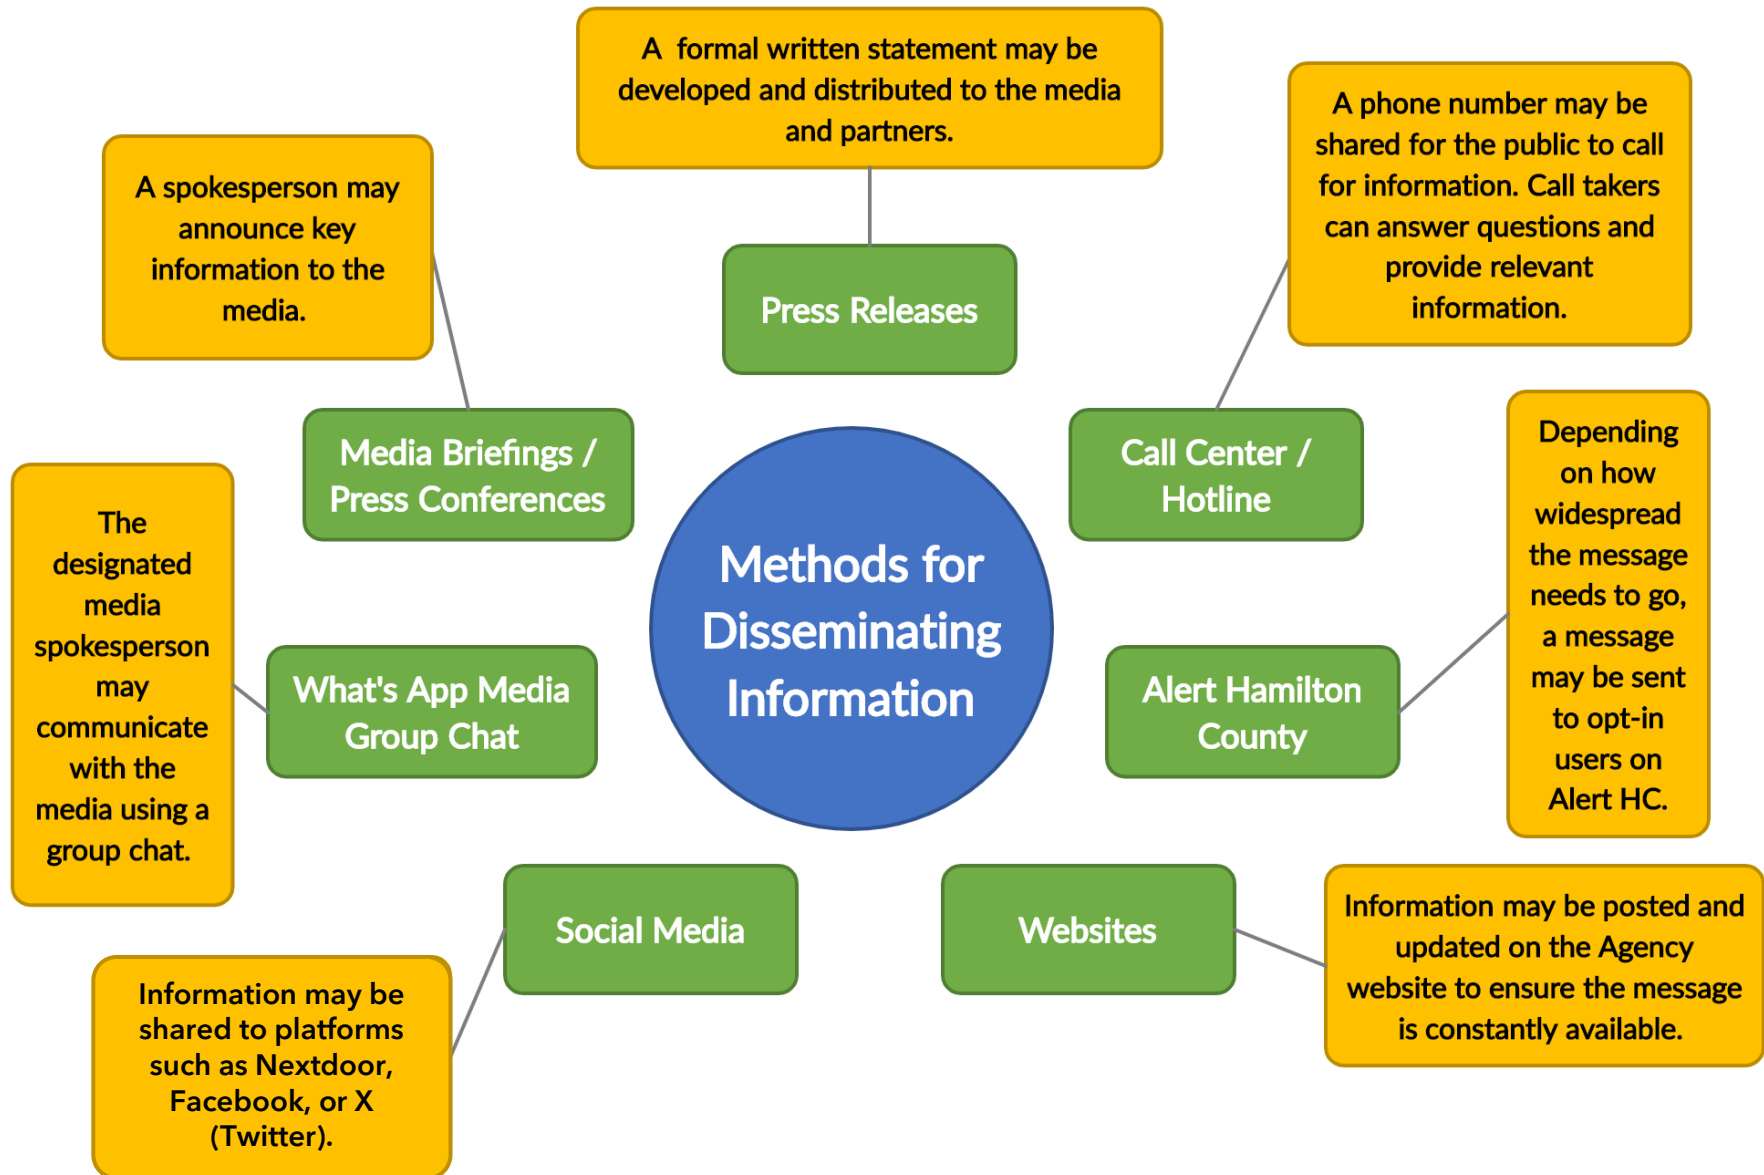 A formal written statement may be
developed and distributed to the media
and partners.
Press Releases
A phone number may be
shared for the public to call
for information. Call takers
can answer questions and
provide relevant
information.
Call Center /
Hotline
Depending
on how
widespread
the message
needs to go,
a message
may be sent
to opt-in
users on
Alert HC.
Alert Hamilton
County
Information may be posted and
updated on the Agency
website to ensure the message
is constantly available.
Websites
Information may be
shared to platforms
such as Nextdoor,
Facebook, or X
(Twitter).
Social Media
The
designated
media
spokesperson
may
communicate
with the
media using a
group chat.
What's App Media
Group Chat
A spokesperson may
announce key
information to the
media.
Media Briefings /
Press Conferences
Methods for
Disseminating
Information